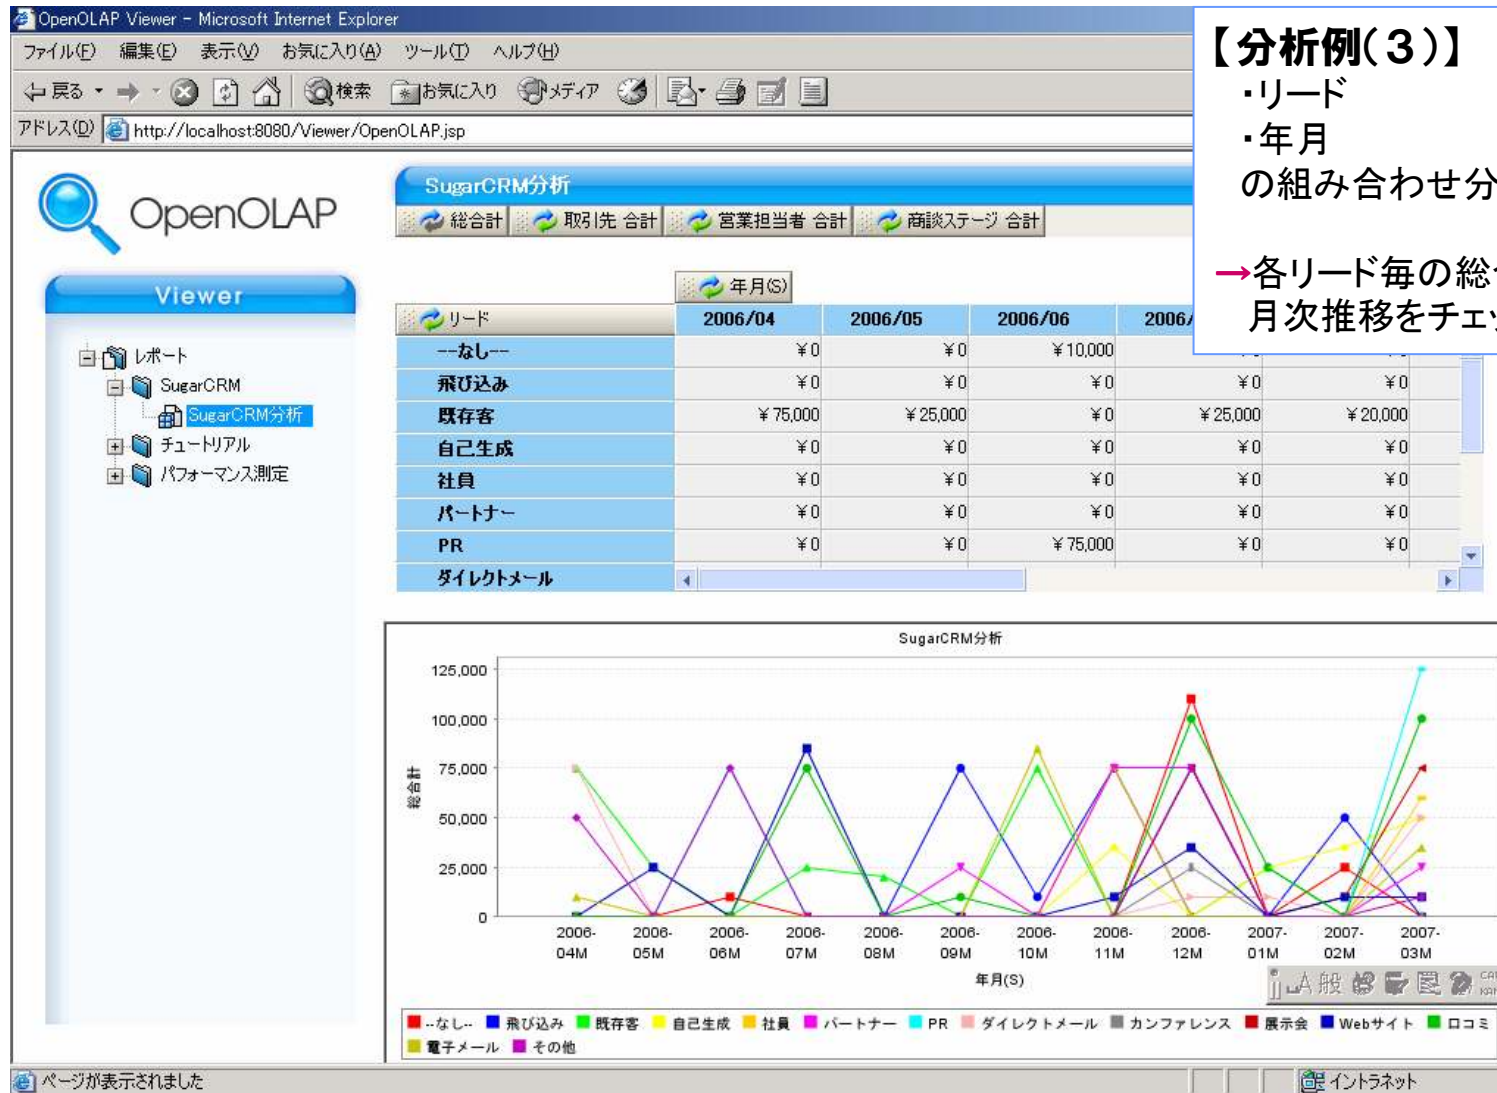 OpenOLAP Viewer - Microsoft Internet Explorer
ファイル(F) 編集(E) 表示(V) お気に入り(A) ツール(T) ヘルプ(H)
戻る 検索 お気に入り メディア
アドレス(D) http://localhost:8080/Viewer/OpenOLAP.jsp
【分析例(３)】
・リード
・年月
の組み合わせ分
→各リード毎の総
月次推移をチェッ
OpenOLAP
Viewer
レポート
SugarCRM
SugarCRM分析
チュートリアル
パフォーマンス測定
SugarCRM分析
総合計 取引先 合計 営業担当者 合計 商談ステージ 合計
年月(S)
リード 2006/04 2006/05 2006/06 2006/
--なし-- ¥0 ¥0 ¥10,000
飛び込み ¥0 ¥0 ¥0 ¥0 ¥0
既存客 ¥75,000 ¥25,000 ¥0 ¥25,000 ¥20,000
自己生成 ¥0 ¥0 ¥0 ¥0 ¥0
社員 ¥0 ¥0 ¥0 ¥0 ¥0
パートナー ¥0 ¥0 ¥0 ¥0 ¥0
PR ¥0 ¥0 ¥75,000 ¥0 ¥0
ダイレクトメール
SugarCRM分析
125,000
100,000
75,000
50,000
25,000
0
総合計
2006- 2006- 2006- 2006- 2006- 2006- 2006- 2006- 2006- 2007- 2007- 2007-
04M 05M 06M 07M 08M 09M 10M 11M 12M 01M 02M 03M
年月(S)
A 般
--なし-- 飛び込み 既存客 自己生成 社員 パートナー PR ダイレクトメール カンファレンス 展示会 Webサイト 口コミ
電子メール その他
ページが表示されました イントラネット